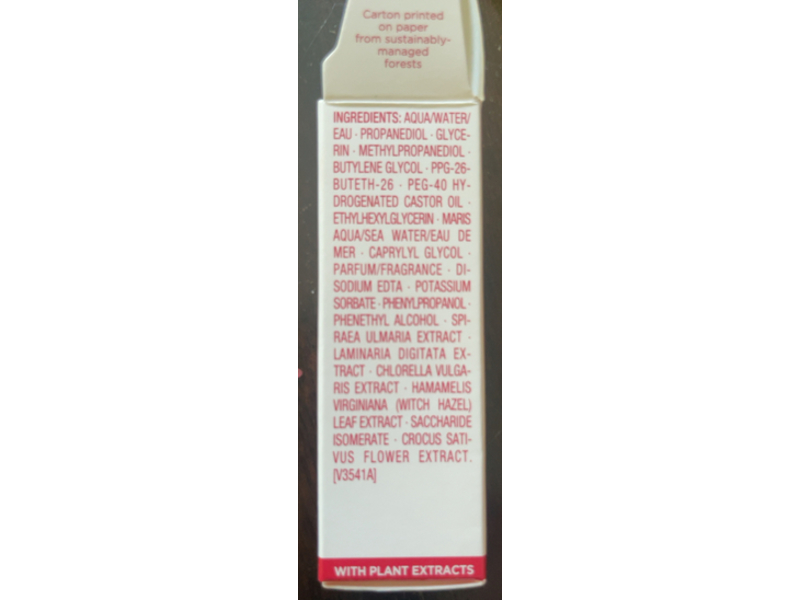 Carton printed
on paper
from sustainably-
managed
forests
INGREDIENTS: AQUA/WATER/
EAU · PROPANEDIOL · GLYCE-
RIN · METHYLPROPANEDIOL ·
BUTYLENE GLYCOL · PPG-26-
BUTETH-26 · PEG-40 HY-
DROGENATED CASTOR OIL ·
ETHYLHEXYLGLYCERIN · MARIS
AQUA/SEA WATER/EAU DE
MER · CAPRYLYL GLYCOL ·
PARFUM/FRAGRANCE · DI-
SODIUM EDTA · POTASSIUM
SORBATE · PHENYLPROPANOL ·
PHENETHYL ALCOHOL · SPI-
RAEA ULMARIA EXTRACT ·
LAMINARIA DIGITATA EX-
TRACT · CHLORELLA VULGA-
RIS EXTRACT · HAMAMELIS
VIRGINIANA (WITCH HAZEL)
LEAF EXTRACT · SACCHARIDE
ISOMERATE · CROCUS SATI-
VUS FLOWER EXTRACT.
[V3541A]
WITH PLANT EXTRACTS